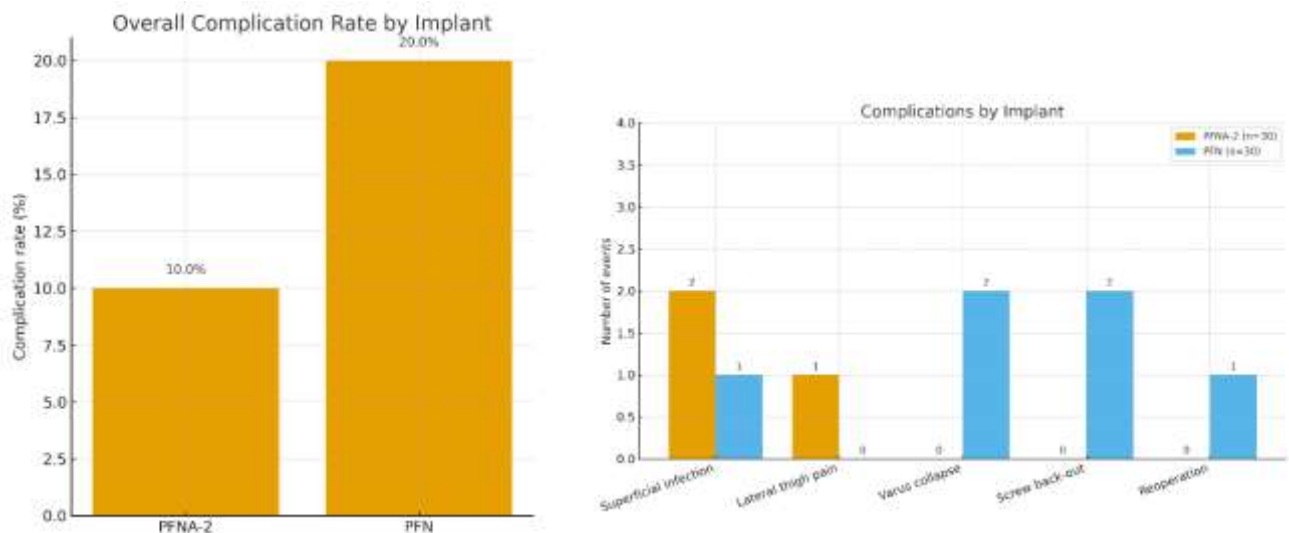 Overall Complication Rate by Implant
20.0%
20.0
17.5
15.0
12.5
10.0%
10.0
7.5
5.0
2.5
0.0
Complication rate (%)
PFNA-2 PFN
Complications by Implant
PFNA-2 (n=30)
PFN (n=30)
4.0
3.5
3.0
2.5
2.0
1.5
1.0
0.5
0.0
Number of events
2 1 1 0 0 2 0 2 0 1
Superficial infection
Lateral thigh pain
Varus collapse
Screw back-out
Reoperation